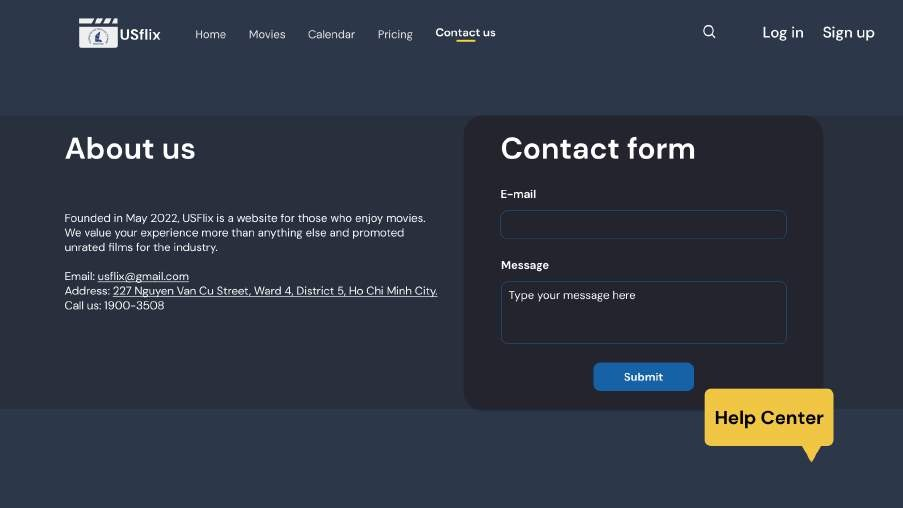 USflix
Home
Movies
Calendar
Pricing
Contact us
Log in
Sign up
About us
Founded in May 2022, USFlix is a website for those who enjoy movies.
We value your experience more than anything else and promoted
unrated films for the industry.
Email: usflix@gmail.com
Address: 227 Nguyen Van Cu Street, Ward 4, District 5, Ho Chi Minh City.
Call us: 1900-3508
Contact form
E-mail
Message
Type your message here
Submit
Help Center